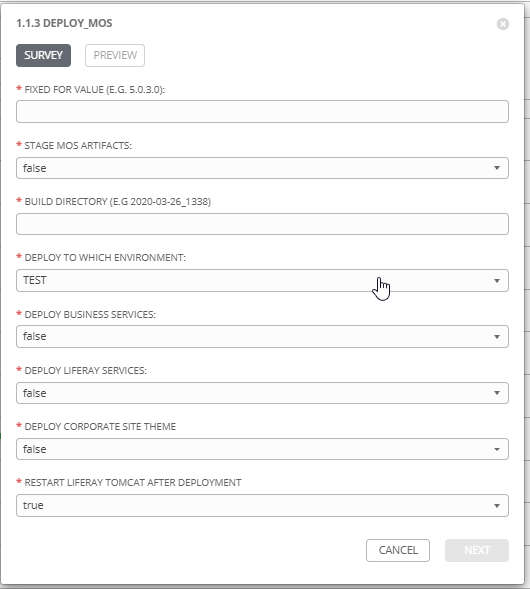 1.1.3 DEPLOY_MOS
SURVEY
PREVIEW
* FIXED FOR VALUE (E.G. 5.0.3.0):
* STAGE MOS ARTIFACTS:
false
* BUILD DIRECTORY (E.G 2020-03-26_1338)
* DEPLOY TO WHICH ENVIRONMENT:
TEST
* DEPLOY BUSINESS SERVICES:
false
* DEPLOY LIFERAY SERVICES:
false
* DEPLOY CORPORATE SITE THEME
false
* RESTART LIFERAY TOMCAT AFTER DEPLOYMENT
true
CANCEL
NEXT